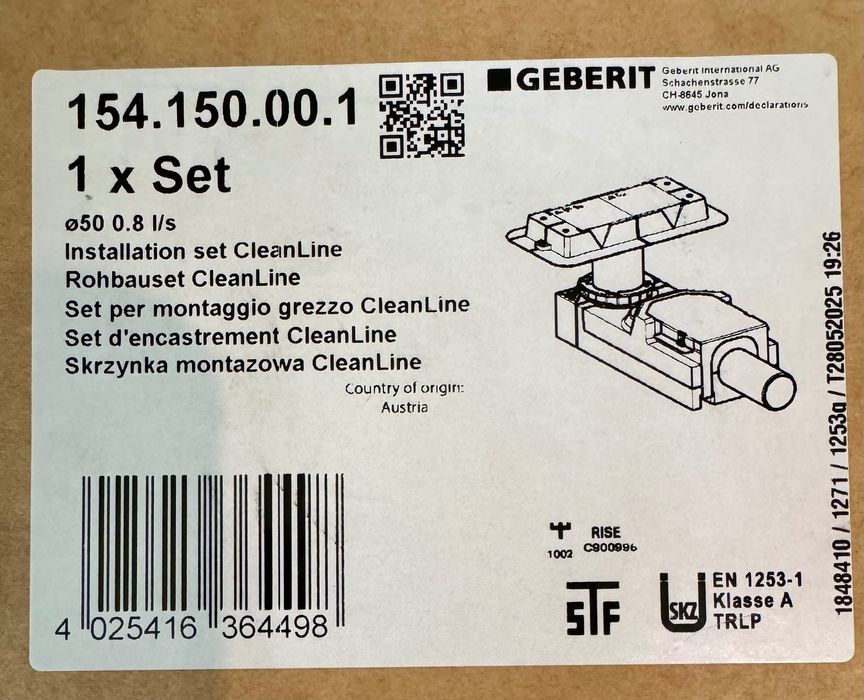 154.150.00.1
1 x Set
ø50 0.8 l/s
Installation set CleanLine
Rohbauset CleanLine
Set per montaggio grezzo CleanLine
Set d'encastrement CleanLine
Skrzynka montazowa CleanLine
Country of origin:
Austria
GEBERIT
Geberit International AG
Schachenstrasse 77
CH-8645 Jona
www.geberit.com/declarations
1848410 / 1271 / 1253g / T28052025 19:26
4 025416 364498
1002
RISE
C900996
STF
SKZ
EN 1253-1
Klasse A
TRLP